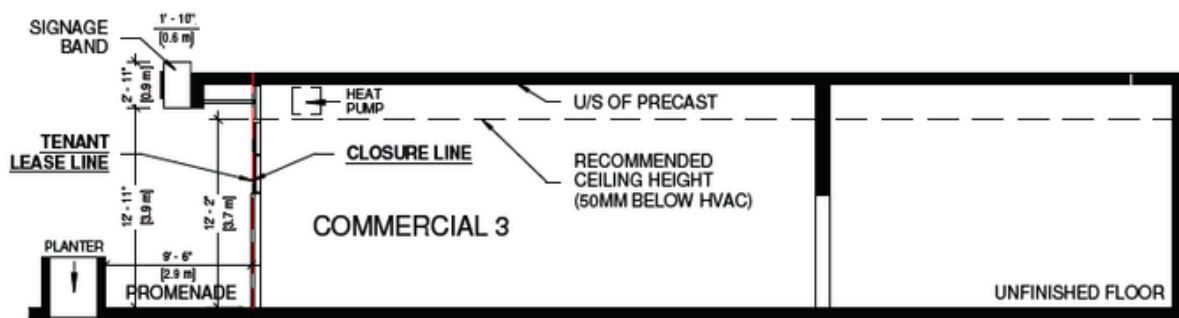 SIGNAGE
BAND
1' - 10"
[0.6 m]
2' - 11"
[0.9 m]
HEAT
PUMP
U/S OF PRECAST
TENANT
LEASE LINE
CLOSURE LINE
RECOMMENDED
CEILING HEIGHT
(50MM BELOW HVAC)
12' - 11"
[3.9 m]
12' - 2"
[3.7 m]
COMMERCIAL 3
PLANTER
9' - 6"
[2.9 m]
PROMENADE
UNFINISHED FLOOR